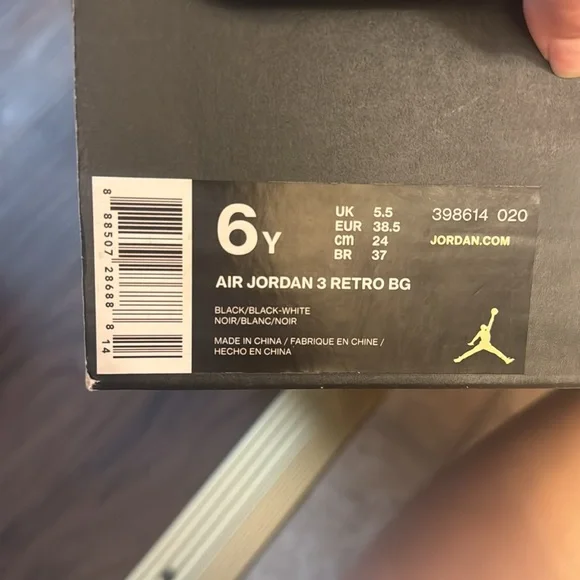 8 88507 28688 8 14
6Y
UK 5.5
EUR 38.5
cm 24
BR 37
398614 020
JORDAN.COM
AIR JORDAN 3 RETRO BG
BLACK/BLACK-WHITE
NOIR/BLANC/NOIR
MADE IN CHINA / FABRIQUE EN CHINE /
HECHO EN CHINA